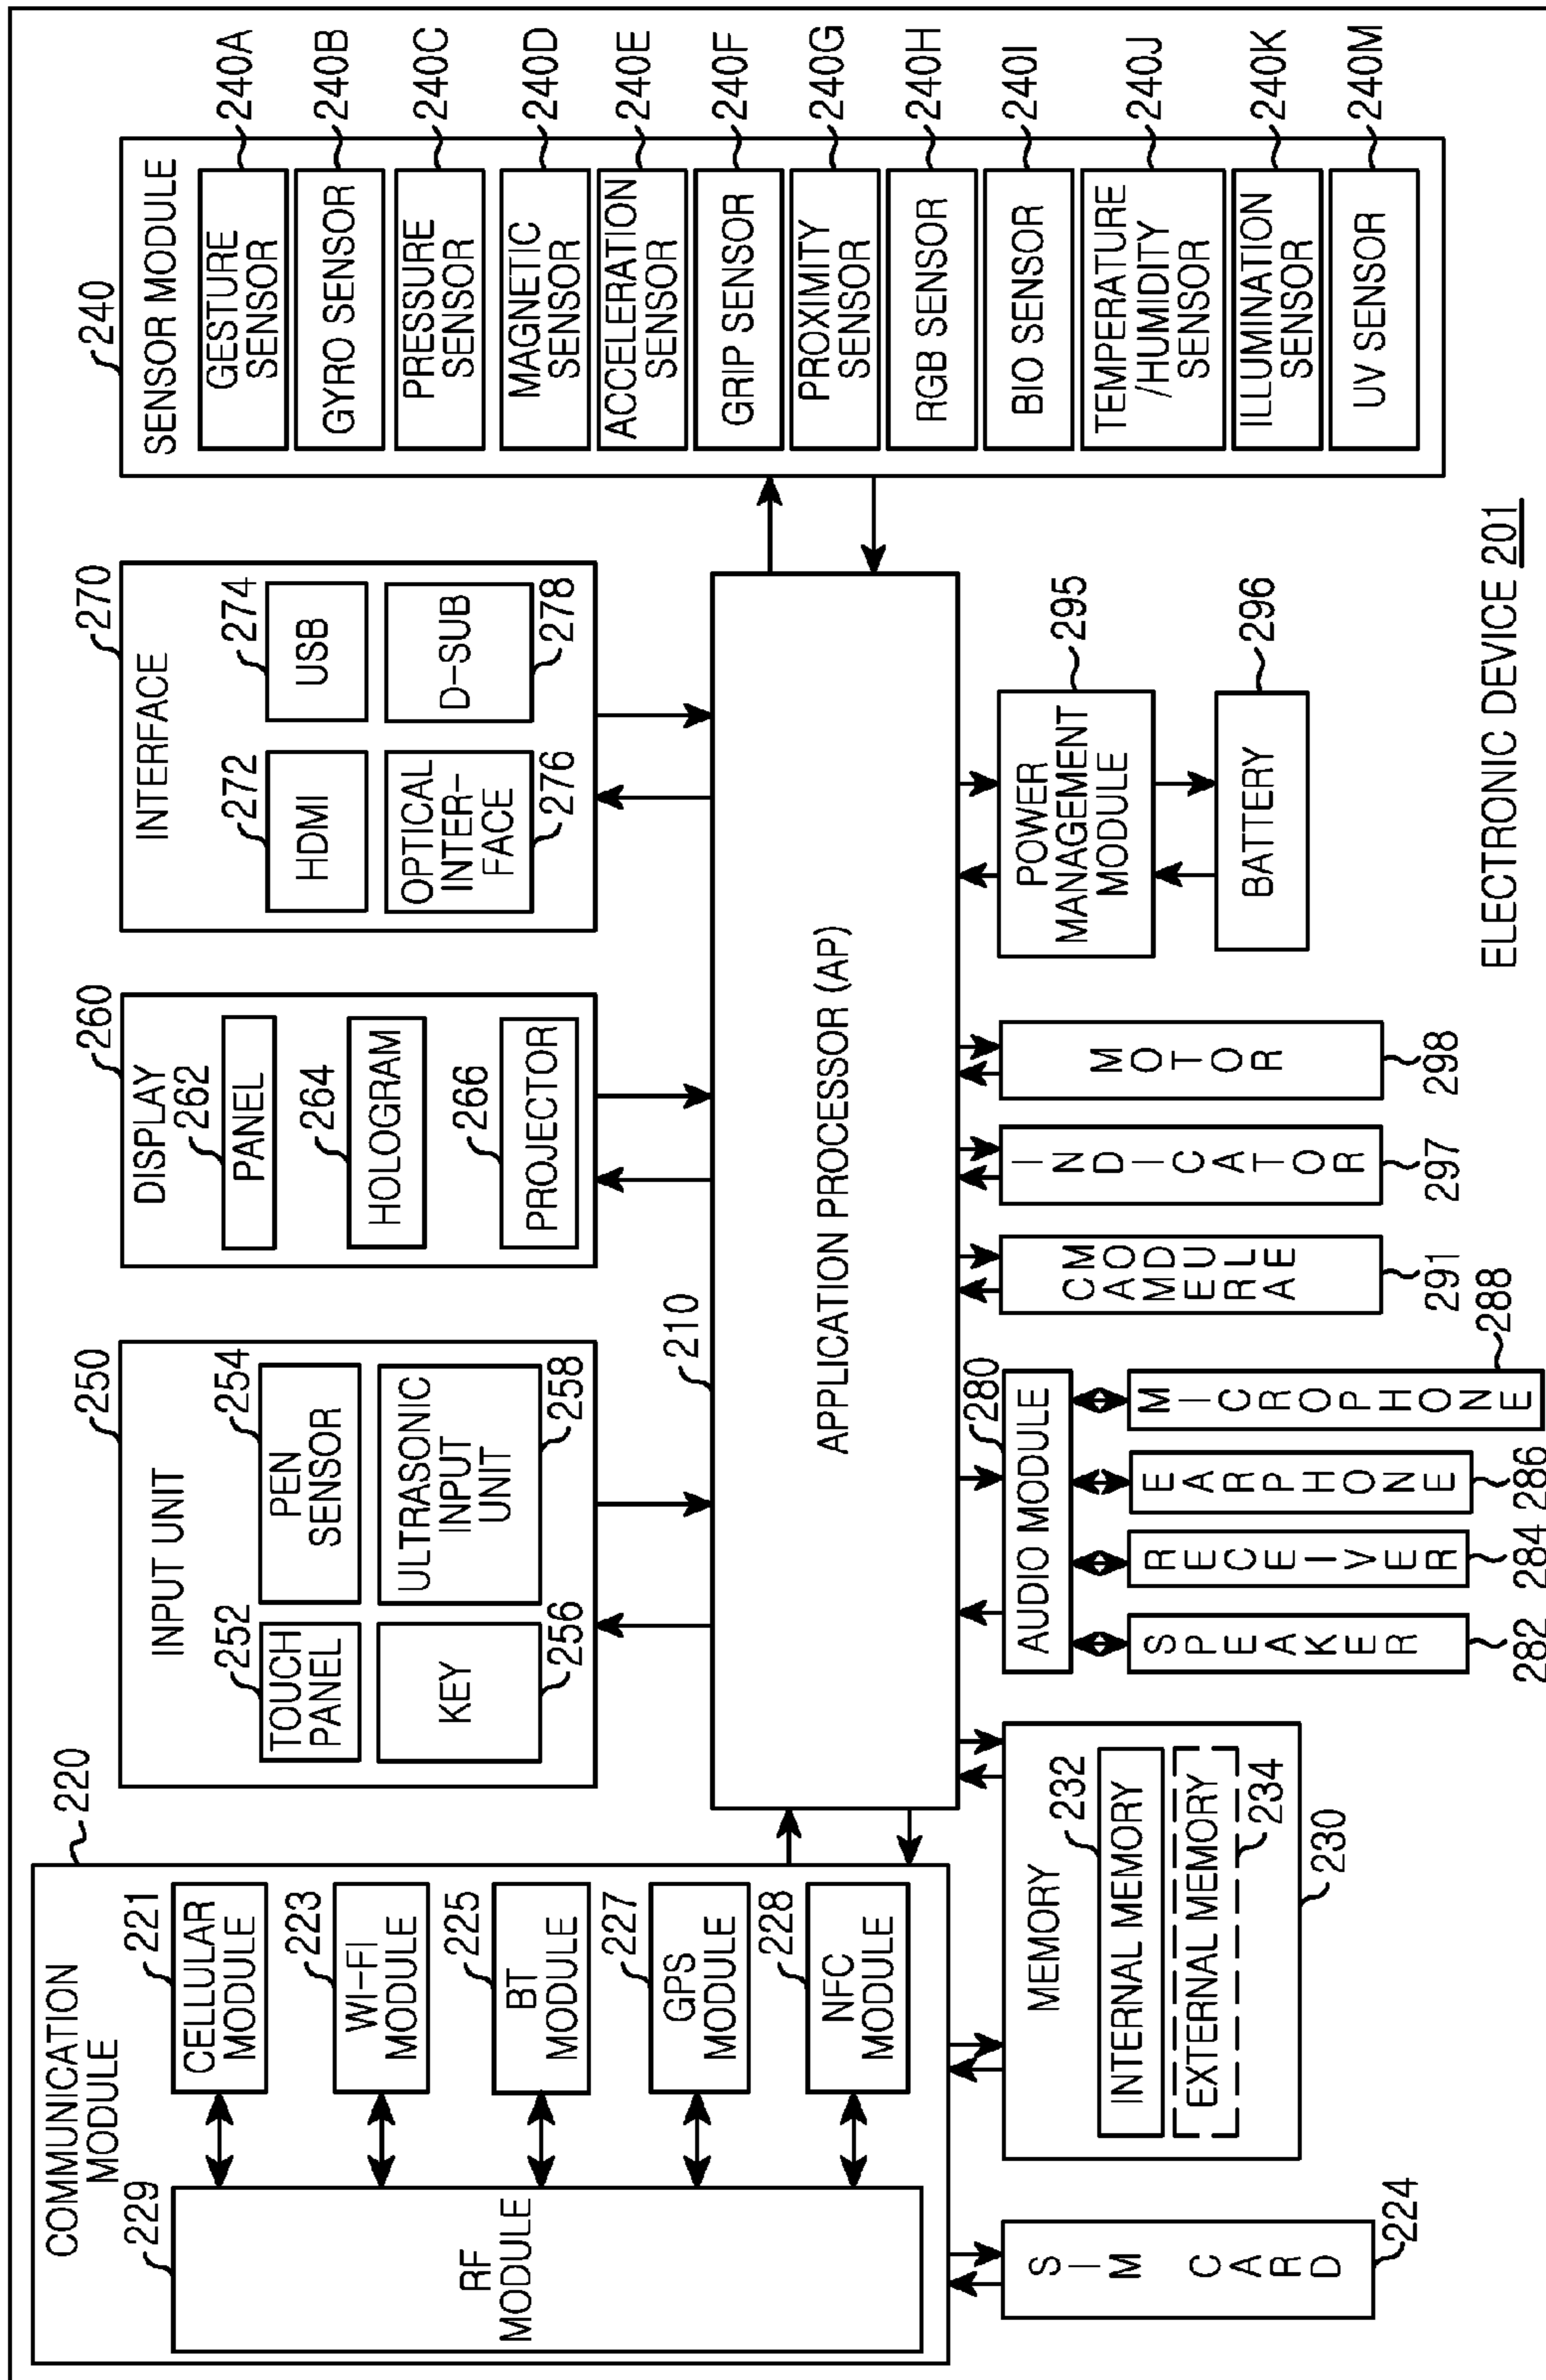 COMMUNICATION
MODULE
220
229
RF
MODULE
221
CELLULAR
MODULE
223
WI-FI
MODULE
225
BT
MODULE
227
GPS
MODULE
228
NFC
MODULE
250
INPUT UNIT
252
TOUCH
PANEL
254
PEN
SENSOR
KEY
256
ULTRASONIC
INPUT
UNIT
258
260
DISPLAY
262
PANEL
264
HOLOGRAM
266
PROJECTOR
270
INTERFACE
272
HDMI
274
USB
OPTICAL
INTER-
FACE
276
D-SUB
278
240
SENSOR MODULE
GESTURE
SENSOR
240A
GYRO SENSOR
240B
PRESSURE
SENSOR
240C
MAGNETIC
SENSOR
240D
ACCELERATION
SENSOR
240E
GRIP SENSOR
240F
PROXIMITY
SENSOR
240G
RGB SENSOR
240H
BIO SENSOR
240I
TEMPERATURE
/HUMIDITY
SENSOR
240J
ILLUMINATION
SENSOR
240K
UV SENSOR
240M
210
APPLICATION PROCESSOR (AP)
SIM CARD
224
MEMORY
232
INTERNAL MEMORY
EXTERNAL MEMORY
234
230
280
AUDIO MODULE
SPEAKER
282
RECEIVER
284
EARPHONE
286
MICROPHONE
288
CAMERA
MODULE
291
INDICATOR
297
MOTOR
298
POWER
MANAGEMENT
MODULE
295
BATTERY
296
ELECTRONIC DEVICE 201